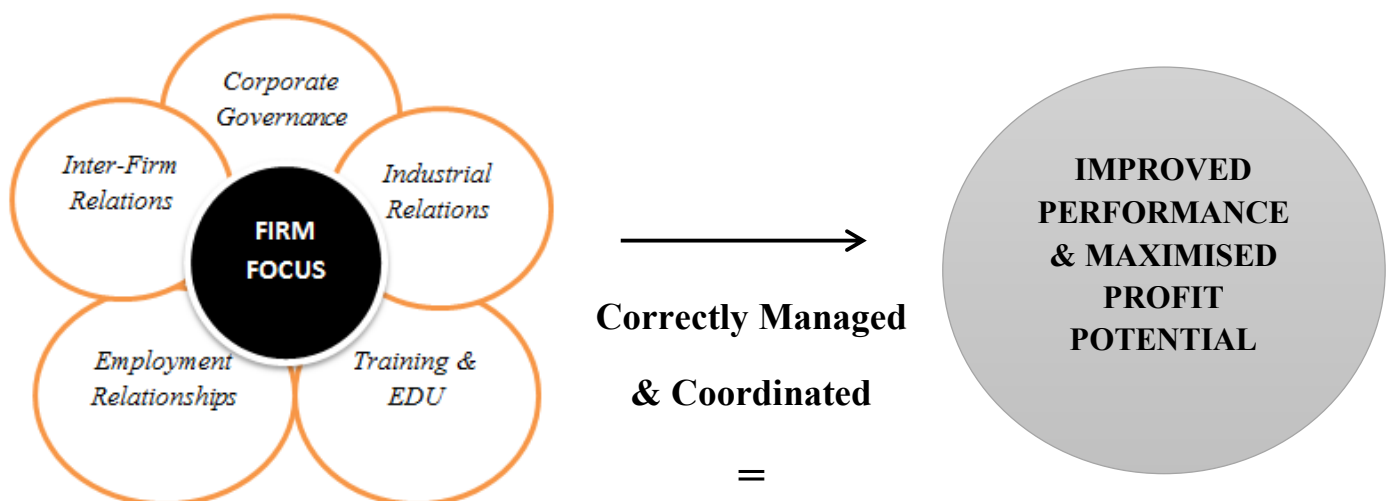 Corporate
Governance
Inter-Firm
Relations
Industrial
Relations
FIRM
FOCUS
Employment
Relationships
Training &
EDU
Correctly Managed
& Coordinated
=
IMPROVED
PERFORMANCE
& MAXIMISED
PROFIT
POTENTIAL